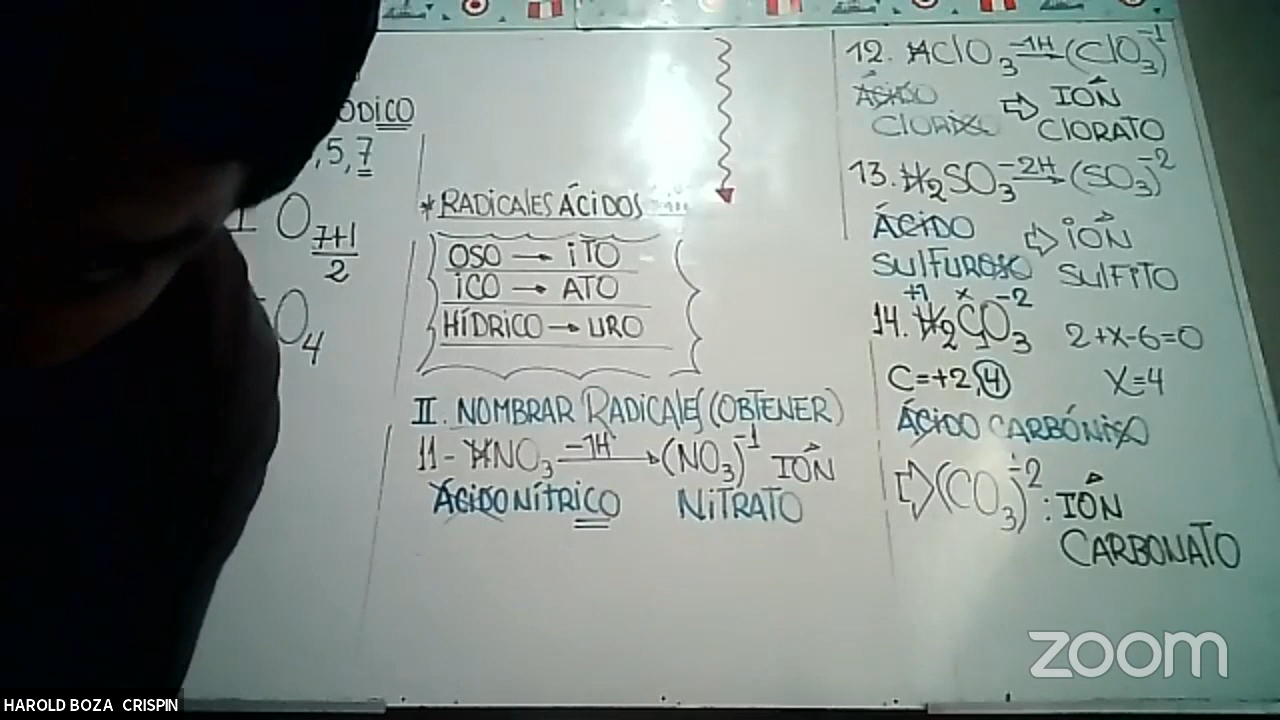 ODICO
,5,7
I O 7+1
2
O4
*RADICALES ÁCIDOS
OSO → iTO
iCO → ATO
HÍDRICO → URO
II. NOMBRAR RADICALES (OBTENER)
11- HNO3 -1H → (NO3)-1 IÓN
ÁCIDO NÍTRICO NITRATO
12. HClO3 -1H → (ClO3)-1
ÁCIDO ⇨ IÓN
CLORICO CLORATO
13. H2SO3 -2H → (SO3)-2
ÁCIDO ⇨ iÓN
SULFUROSO SULFITO
+1 x -2
14. H2CO3 2+X-6=0
C=+2,4 X=4
ÁCIDO CARBÓNICO
⇨ (CO3)-2 : IÓN
CARBONATO
zoom
HAROLD BOZA CRISPIN